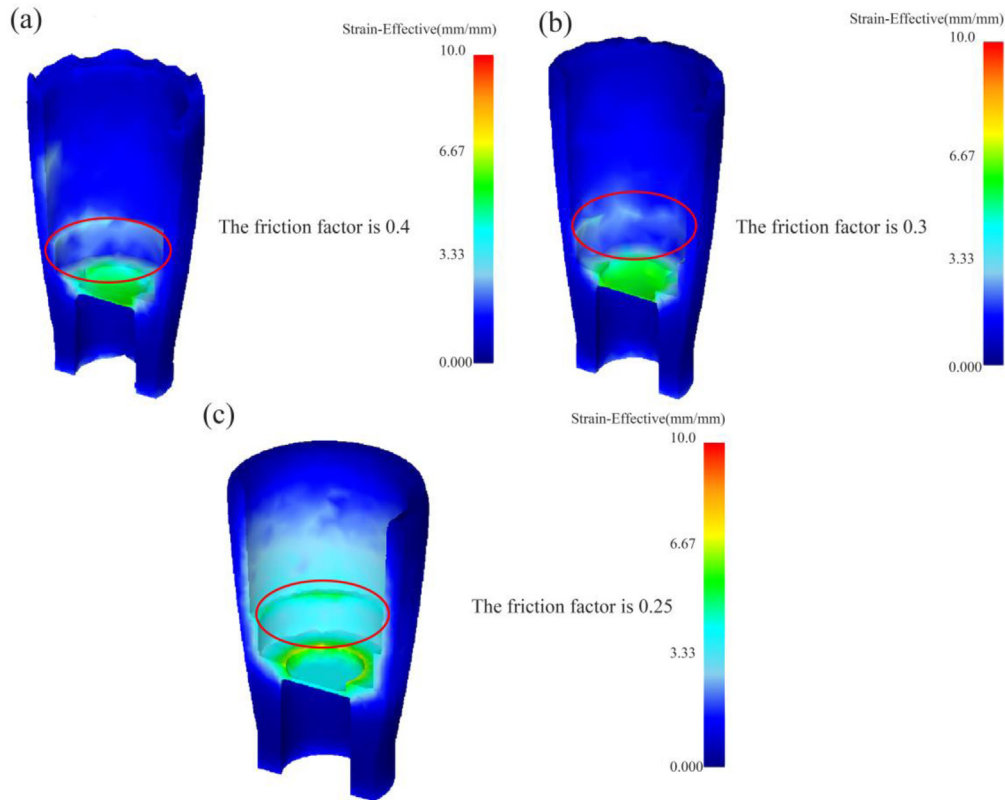 (a)
Strain-Effective(mm/mm)
10.0
6.67
3.33
0.000
The friction factor is 0.4
(b)
Strain-Effective(mm/mm)
10.0
6.67
3.33
0.000
The friction factor is 0.3
(c)
Strain-Effective(mm/mm)
10.0
6.67
3.33
0.000
The friction factor is 0.25